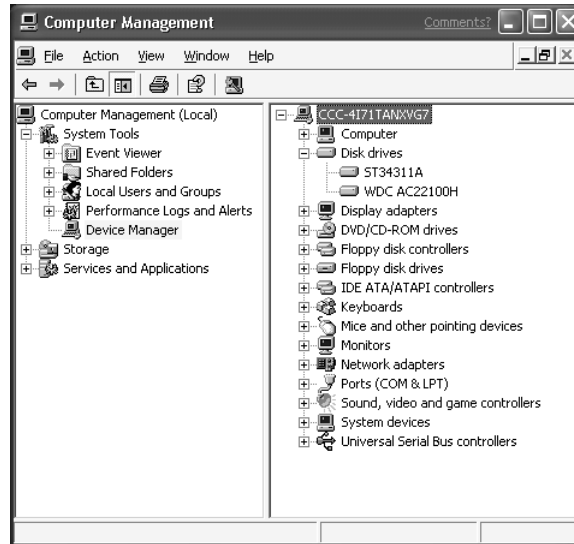 Computer Management
Comments?
File Action View Window Help
Computer Management (Local)
System Tools
Event Viewer
Shared Folders
Local Users and Groups
Performance Logs and Alerts
Device Manager
Storage
Services and Applications
CCC-4I71TANXVG7
Computer
Disk drives
ST34311A
WDC AC22100H
Display adapters
DVD/CD-ROM drives
Floppy disk controllers
Floppy disk drives
IDE ATA/ATAPI controllers
Keyboards
Mice and other pointing devices
Monitors
Network adapters
Ports (COM & LPT)
Sound, video and game controllers
System devices
Universal Serial Bus controllers